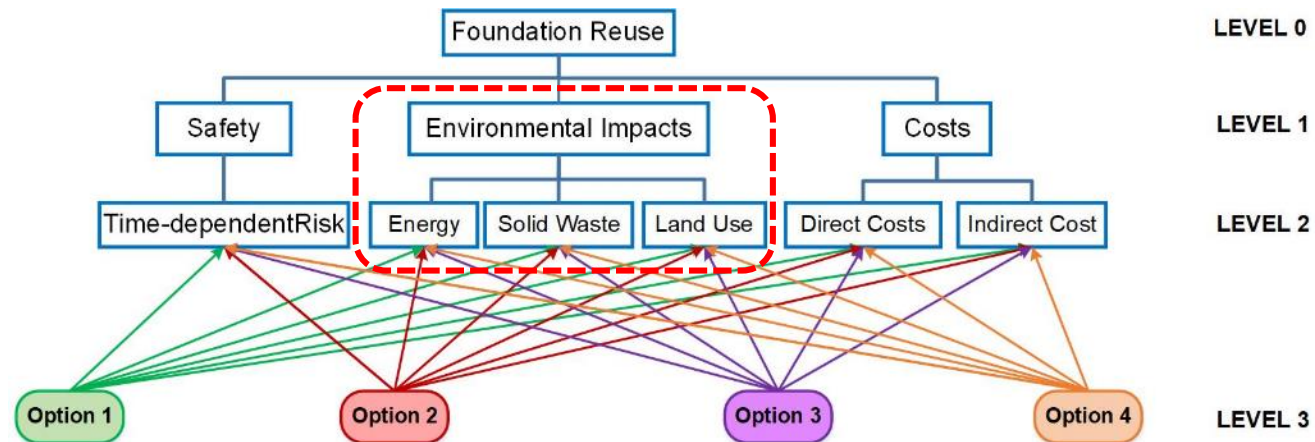 Foundation Reuse
LEVEL 0
Safety
Environmental Impacts
Costs
LEVEL 1
Time-dependentRisk
Energy
Solid Waste
Land Use
Direct Costs
Indirect Cost
LEVEL 2
Option 1
Option 2
Option 3
Option 4
LEVEL 3